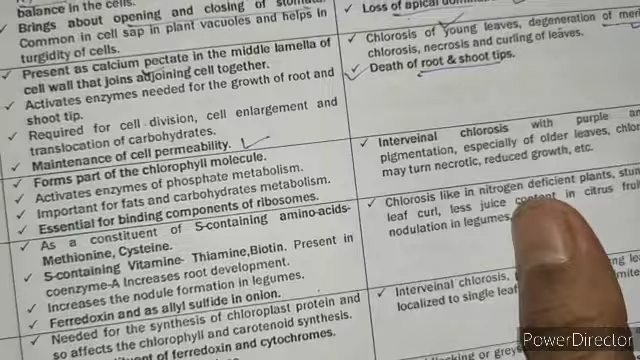 balance in the cells.
Brings about opening and closing of
Common in cell sap in plant vacuoles and helps in
turgidity of cells.
Present as calcium pectate in the middle lamella of
cell wall that joins adjoining cell together.
Activates enzymes needed for the growth of root and
shoot tip.
Required for cell division, cell enlargement and
translocation of carbohydrates.
Maintenance of cell permeability.
Forms part of the chlorophyll molecule.
Activates enzymes of phosphate metabolism.
Important for fats and carbohydrates metabolism.
Essential for binding components of ribosomes.
As a constituent of S-containing amino-acids-
Methionine, Cysteine.
S-containing Vitamine- Thiamine,Biotin. Present in
coenzyme-A Increases root development.
Increases the nodule formation in legumes.
Ferredoxin and as allyl sulfide in onion.
Needed for the synthesis of chloroplast protein and
so affects the chlorophyll and carotenoid synthesis.
of ferredoxin and cytochromes.
Loss of apical
Chlorosis of young leaves, degeneration of
chlorosis, necrosis and curling of leaves.
Death of root & shoot tips.
Interveinal chlorosis with purple
pigmentation, especially of older leaves,
may turn necrotic, reduced growth, etc.
Chlorosis like in nitrogen deficient plants,
leaf curl, less juice content in citrus
nodulation in legumes,
Interveinal chlorosis,
localized to single
PowerDirector